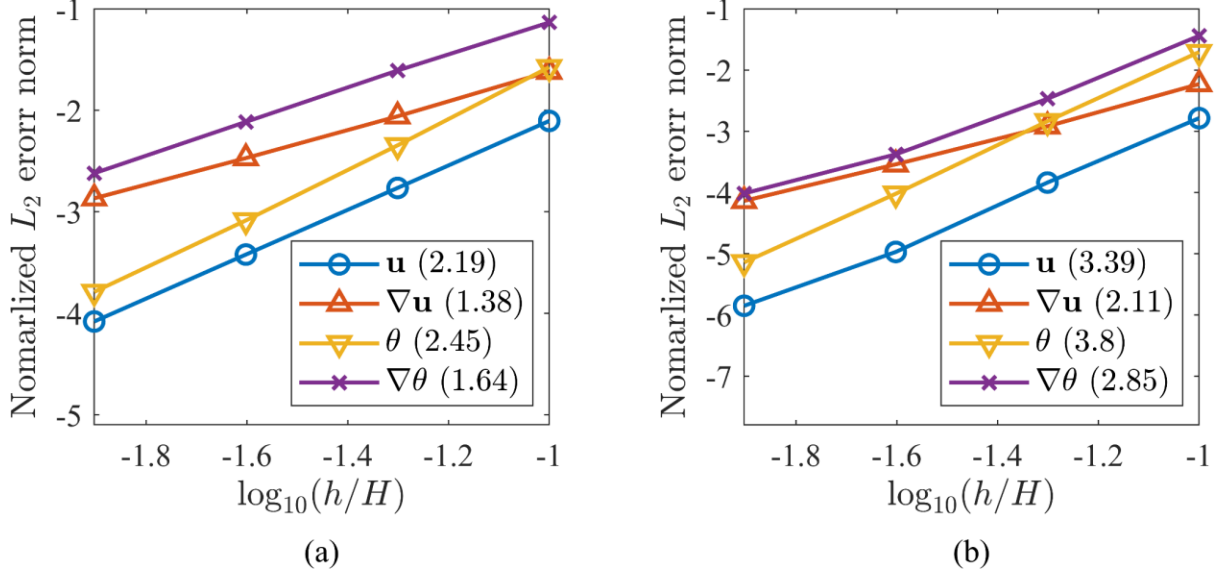 Nomarlized L₂ erorr norm
-1
-2
-3
-4
-5
u (2.19)
∇u (1.38)
θ (2.45)
∇θ (1.64)
-1.8
-1.6
-1.4
-1.2
-1
log₁₀(h/H)
(a)
Nomarlized L₂ erorr norm
-1
-2
-3
-4
-5
-6
-7
u (3.39)
∇u (2.11)
θ (3.8)
∇θ (2.85)
-1.8
-1.6
-1.4
-1.2
-1
log₁₀(h/H)
(b)